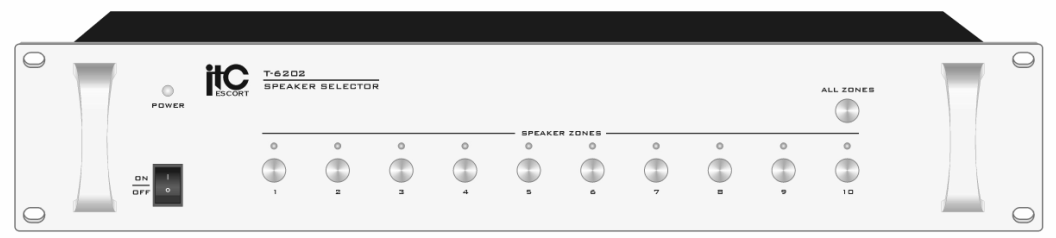 itC
ESCORT
T-6202
SPEAKER SELECTOR
POWER
ALL ZONES
SPEAKER ZONES
ON
OFF
I
O
1 2 3 4 5 6 7 8 9 10